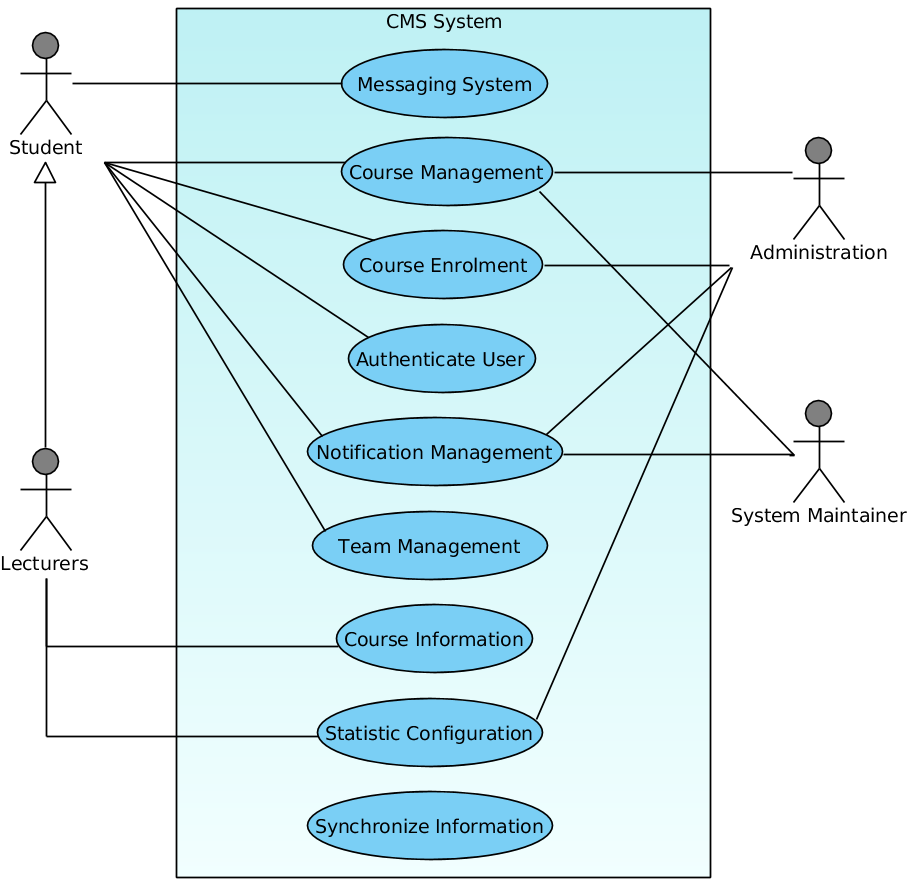 CMS System
Messaging System
Student
Course Management
Administration
Course Enrolment
Authenticate User
Notification Management
System Maintainer
Team Management
Lecturers
Course Information
Statistic Configuration
Synchronize Information